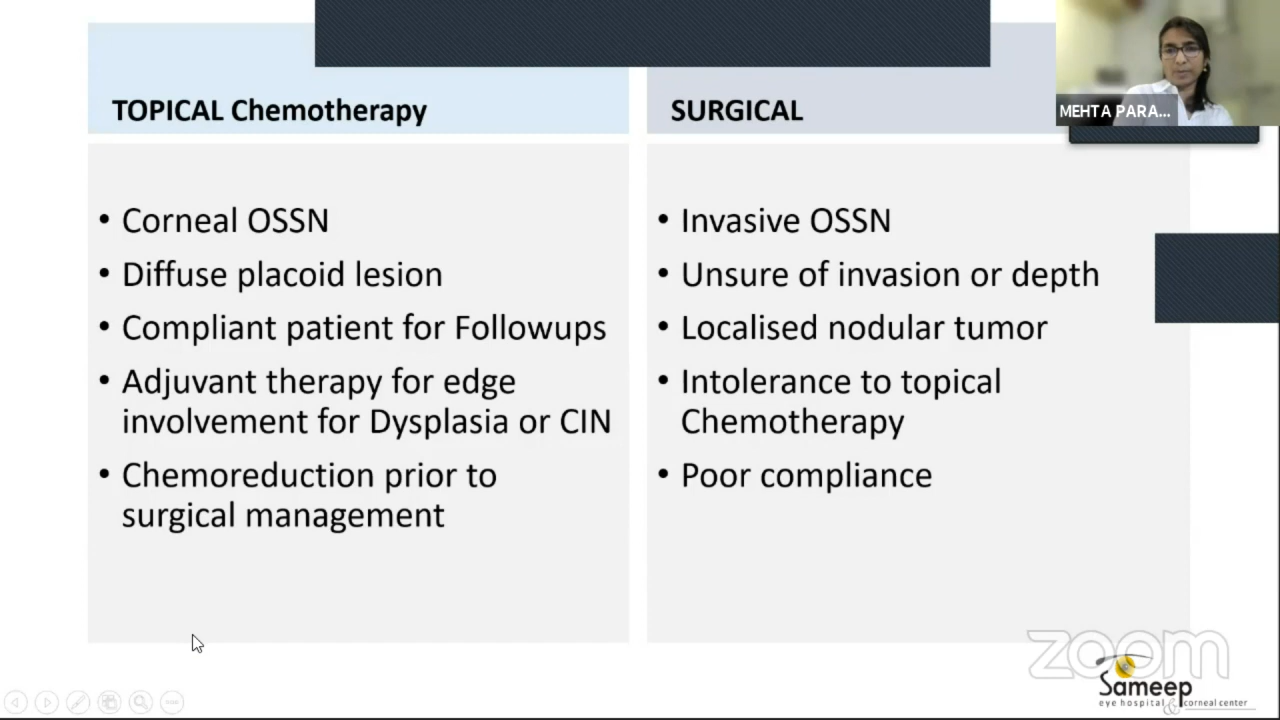 TOPICAL Chemotherapy
• Corneal OSSN
• Diffuse placoid lesion
• Compliant patient for Followups
• Adjuvant therapy for edge
involvement for Dysplasia or CIN
• Chemoreduction prior to
surgical management
SURGICAL
• Invasive OSSN
• Unsure of invasion or depth
• Localised nodular tumor
• Intolerance to topical
Chemotherapy
• Poor compliance
MEHTA PARA...
zoom
Sameep
eye hospital & corneal center